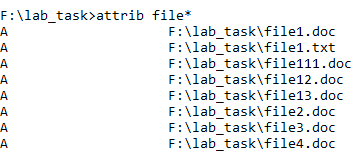 F:\lab_task>attrib file*
A                    F:\lab_task\file1.doc
A                    F:\lab_task\file1.txt
A                    F:\lab_task\file111.doc
A                    F:\lab_task\file12.doc
A                    F:\lab_task\file13.doc
A                    F:\lab_task\file2.doc
A                    F:\lab_task\file3.doc
A                    F:\lab_task\file4.doc